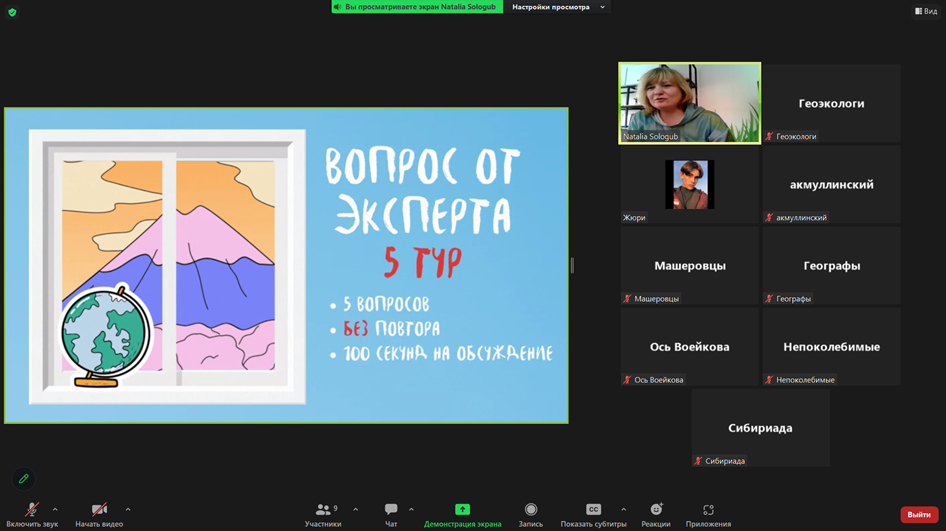 Вы просматриваете экран Natalia Sologub
Настройки просмотра
Вид
ВОПРОС ОТ
ЭКСПЕРТА
5 ТУР
• 5 ВОПРОСОВ
• БЕЗ ПОВТОРА
• 100 СЕКУНД НА ОБСУЖДЕНИЕ
Natalia Sologub
Геоэкологи
Геоэкологи
Жюри
акмуллинский
акмуллинский
Машеровцы
Машеровцы
Географы
Географы
Ось Воейкова
Ось Воейкова
Непоколебимые
Непоколебимые
Сибириада
Сибириада
Включить звук
Начать видео
Участники
9
Чат
Демонстрация экрана
Запись
CC
Показать субтитры
Реакции
Приложения
Выйти